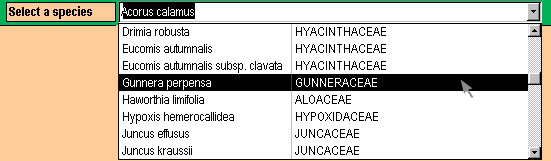 Select a species Acorus calamus
Drimia robusta HYACINTHACEAE
Eucomis autumnalis HYACINTHACEAE
Eucomis autumnalis subsp. clavata HYACINTHACEAE
Gunnera perpensa GUNNERACEAE
Haworthia limifolia ALOACEAE
Hypoxis hemerocallidea HYPOXIDACEAE
Juncus effusus JUNCACEAE
Juncus kraussii JUNCACEAE